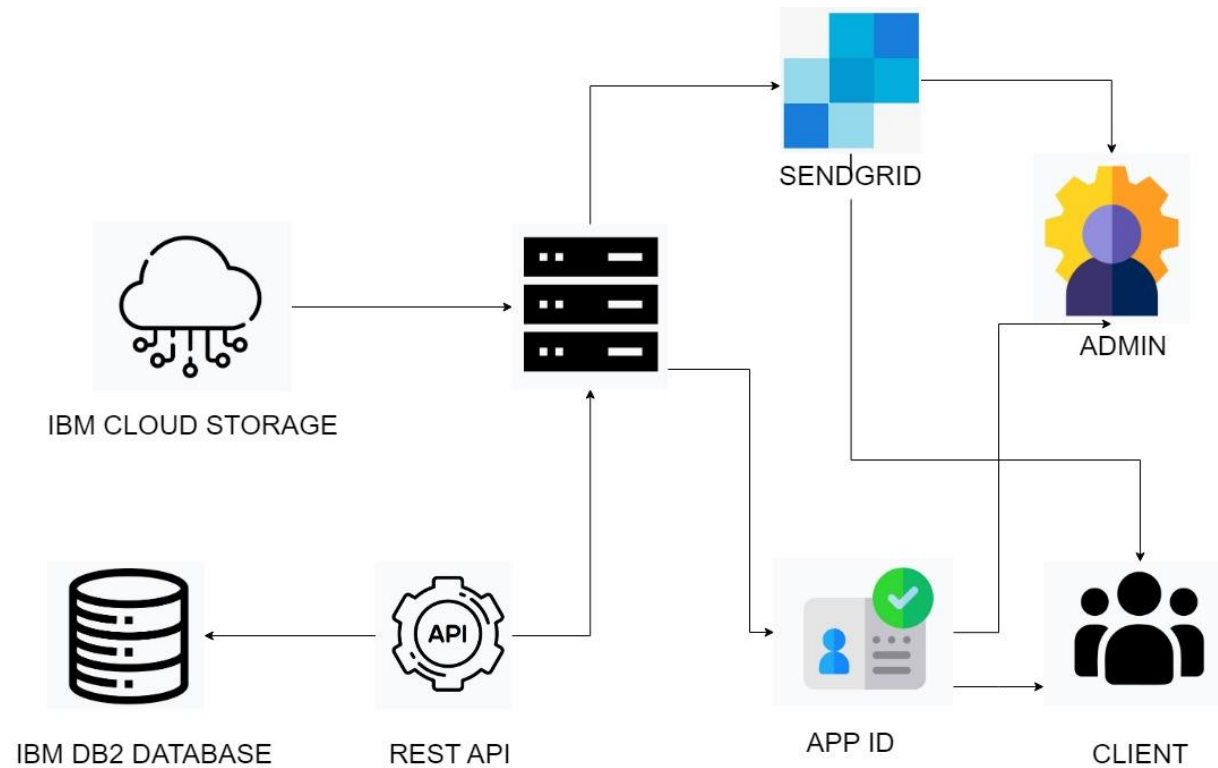 SENDGRID
ADMIN
IBM CLOUD STORAGE
API
IBM DB2 DATABASE
REST API
APP ID
CLIENT